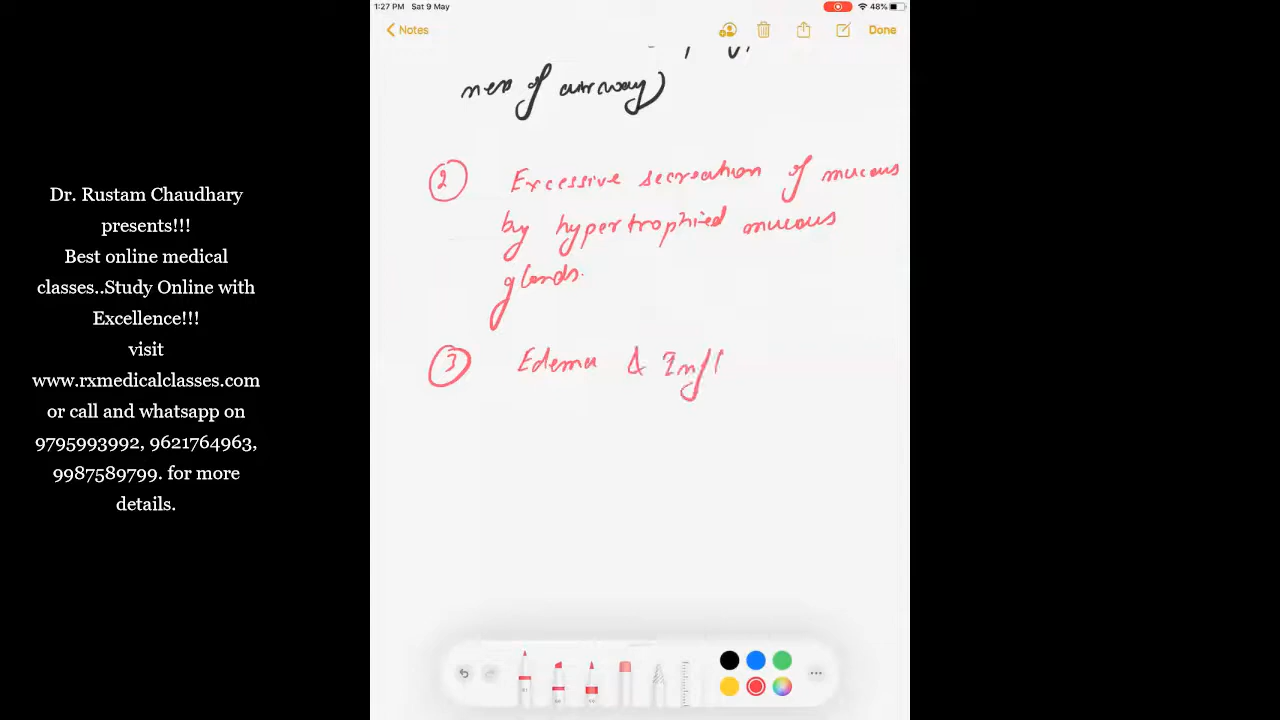 1:27 PM Sat 9 May
48%
Notes
Done
ness of airway)
2 Excessive secreation of mucous
by hypertrophied mucous
glands.
3 Edema & Infl
Dr. Rustam Chaudhary
presents!!!
Best online medical
classes..Study Online with
Excellence!!!
visit
www.rxmedicalclasses.com
or call and whatsapp on
9795993992, 9621764963,
9987589799. for more
details.